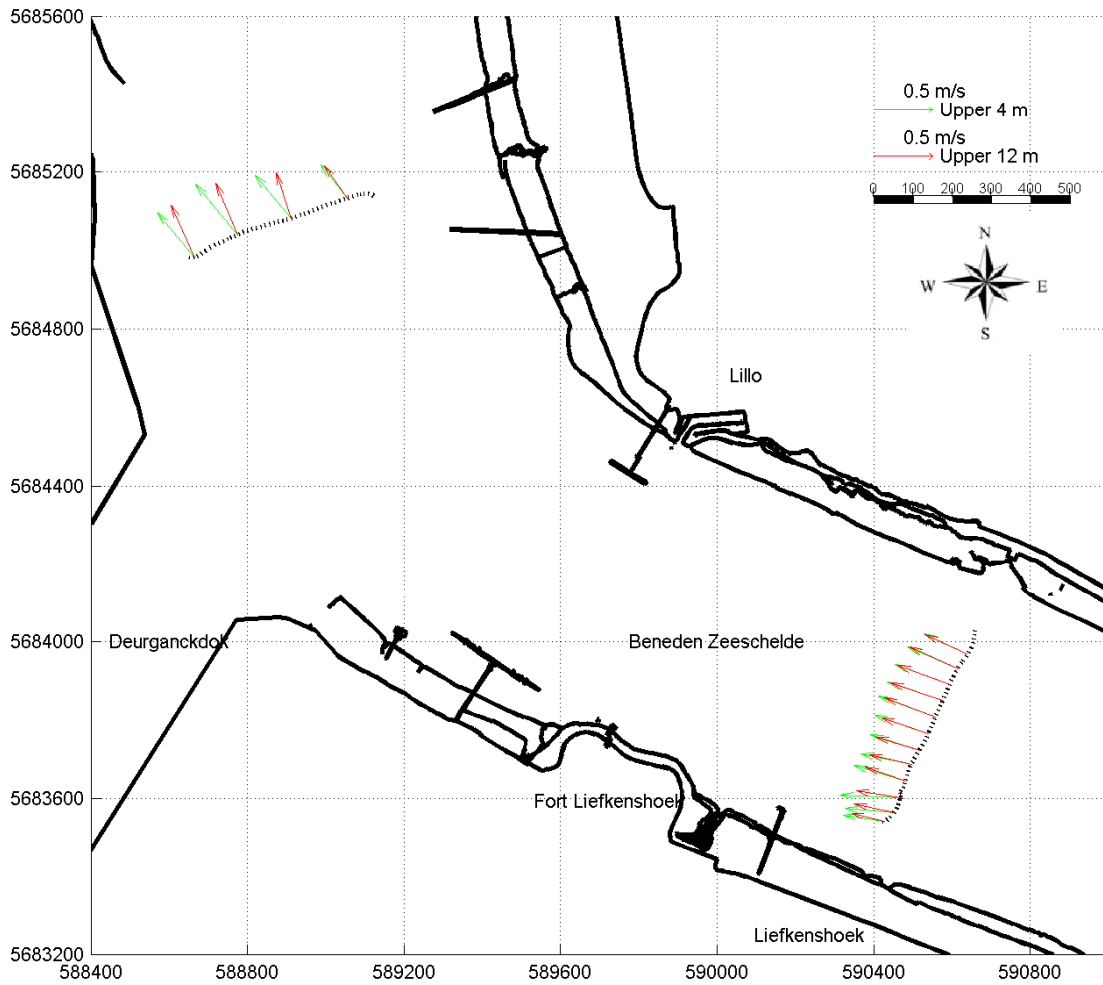 5685600
0.5 m/s
Upper 4 m
0.5 m/s
Upper 12 m
5685200
0 100 200 300 400 500
N
W E
S
5684800
Lillo
5684400
5684000
Deurganckdok
Beneden Zeeschelde
5683600
Fort Liefkenshoek
Liefkenshoek
5683200
588400 588800 589200 589600 590000 590400 590800